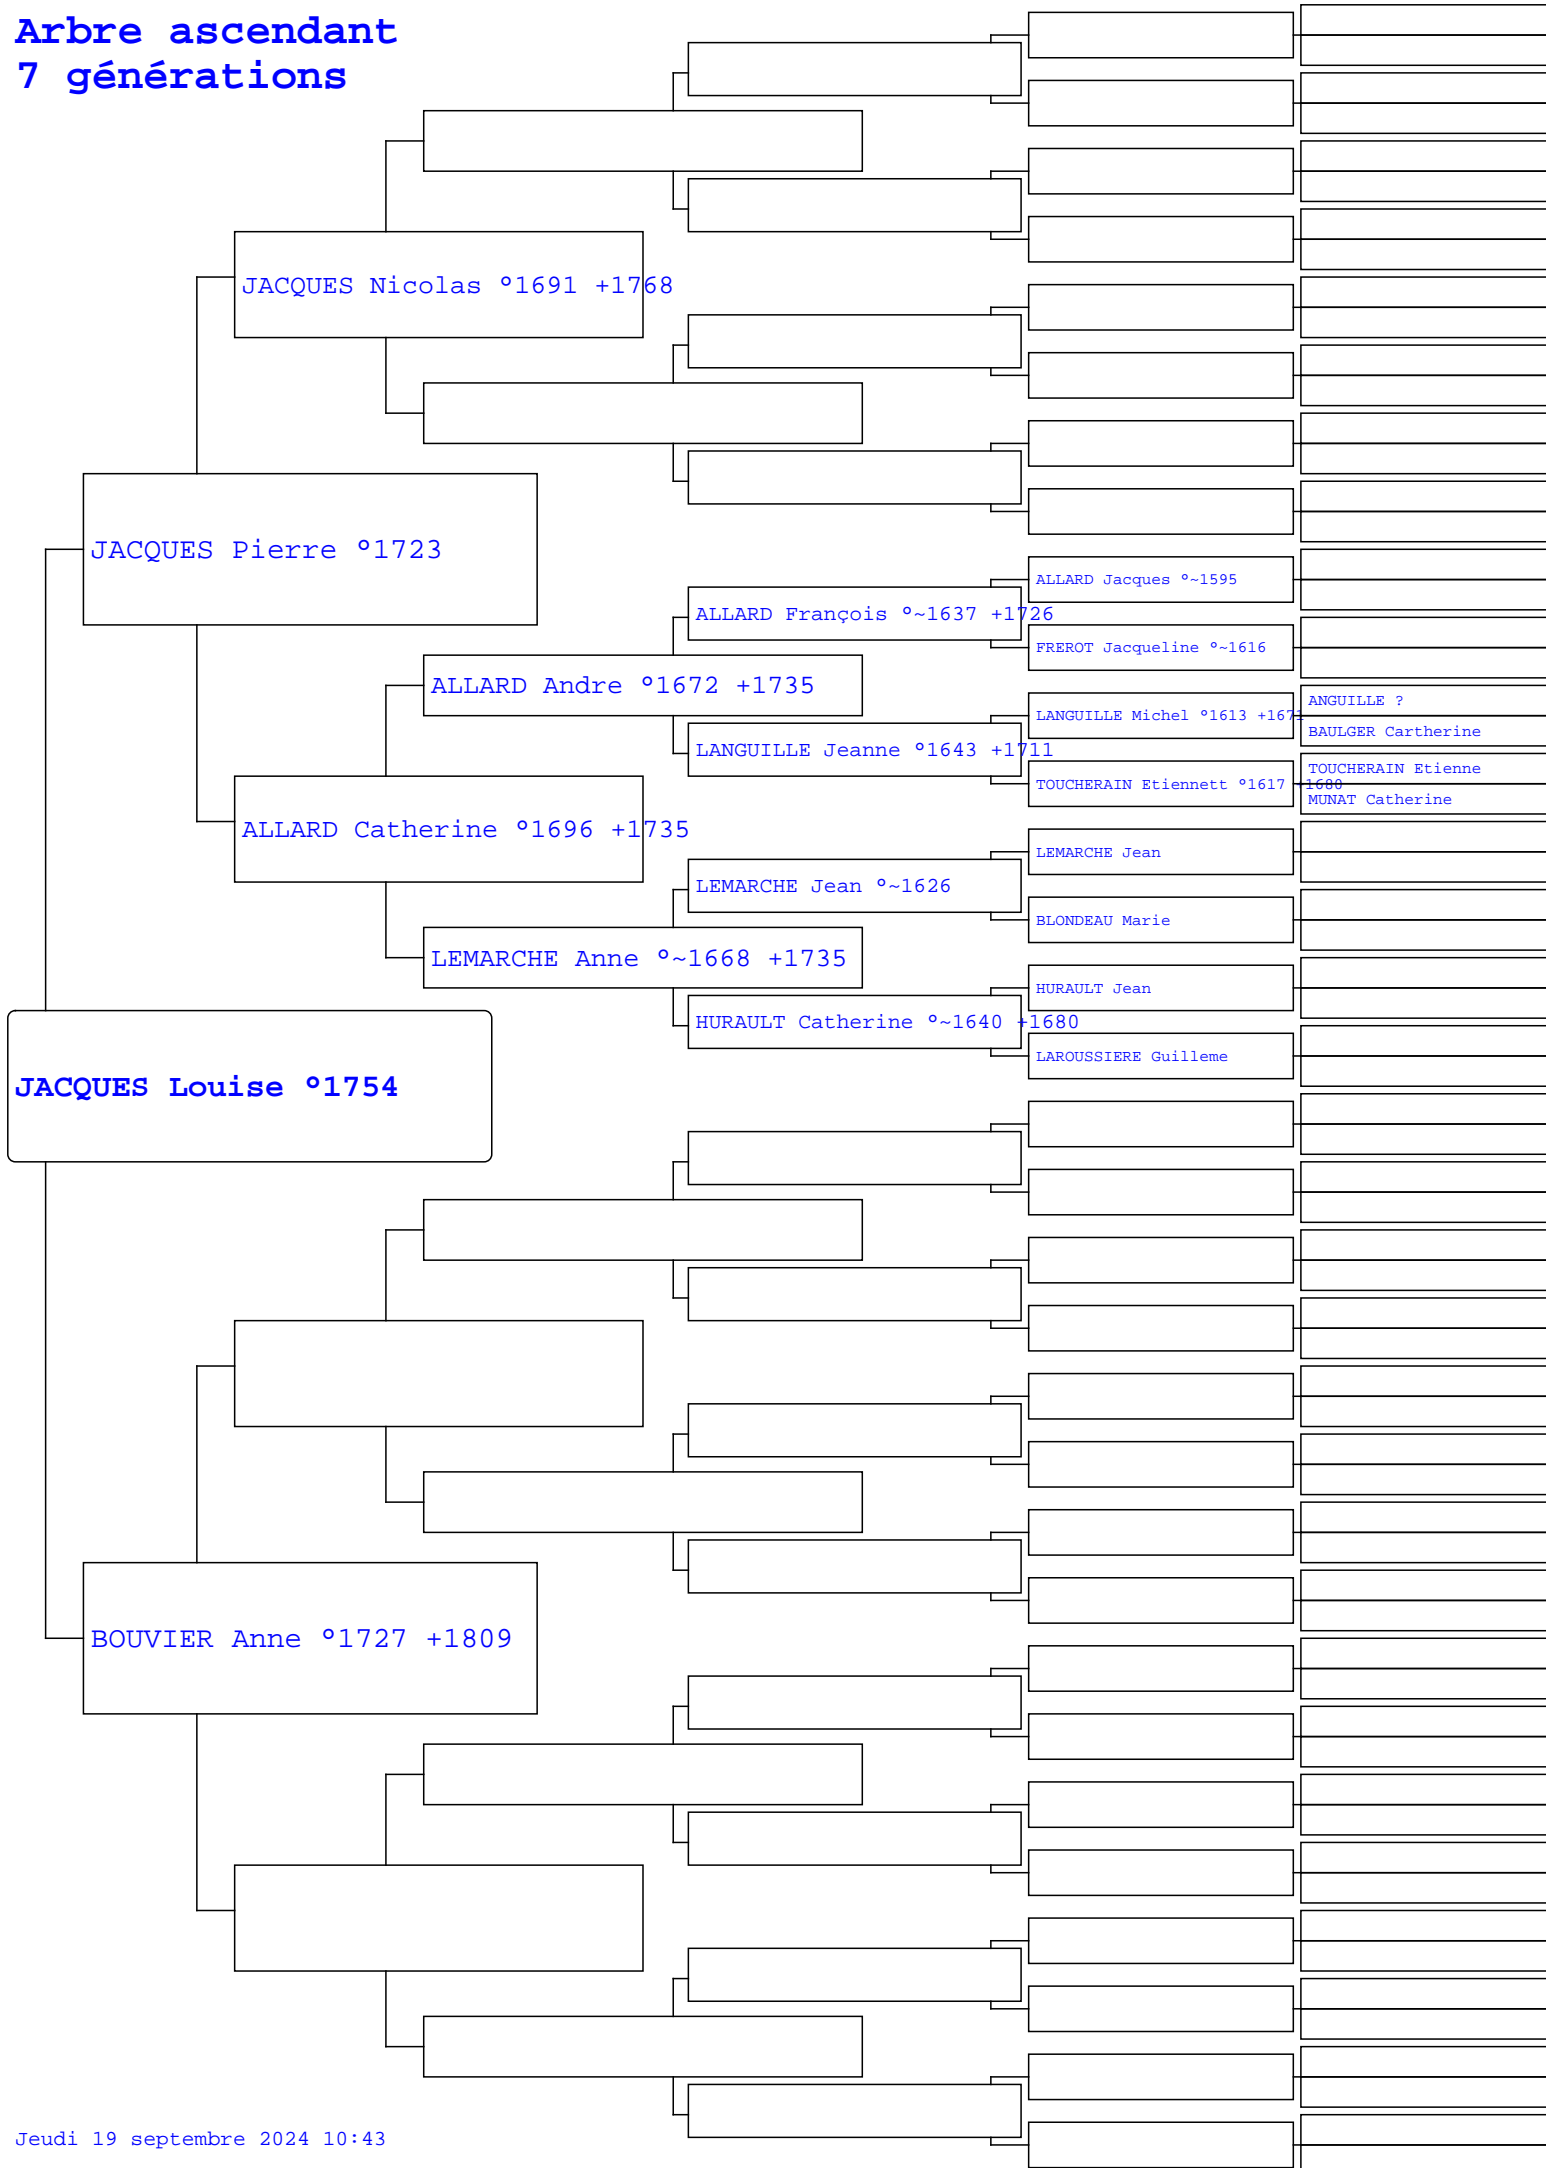 Arbre ascendant
7 générations
JACQUES Nicolas °1691 +1768
JACQUES Pierre °1723
ALLARD Jacques °~1595
ALLARD François °~1637 +1726
FREROT Jacqueline °~1616
ALLARD Andre °1672 +1735
ANGUILLE ?
LANGUILLE Michel °1613 +1671
BAULGER Cartherine
LANGUILLE Jeanne °1643 +1711
TOUCHERAIN Etienne
TOUCHERAIN Etiennett °1617 +1680
MUNAT Catherine
ALLARD Catherine °1696 +1735
LEMARCHE Jean
LEMARCHE Jean °~1626
BLONDEAU Marie
LEMARCHE Anne °~1668 +1735
HURAULT Jean
HURAULT Catherine °~1640 +1680
LAROUSSIERE Guilleme
JACQUES Louise °1754
BOUVIER Anne °1727 +1809
Jeudi 19 septembre 2024 10:43